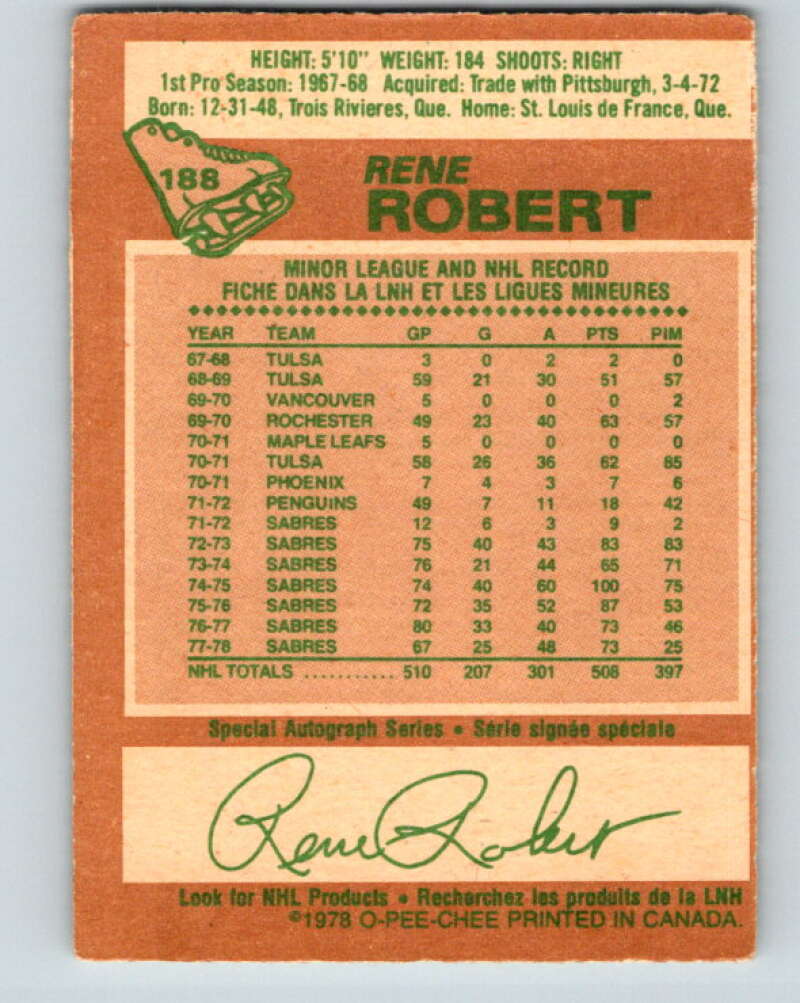 HEIGHT: 5'10" WEIGHT: 184 SHOOTS: RIGHT
1st Pro Season: 1967-68 Acquired: Trade with Pittsburgh, 3-4-72
Born: 12-31-48, Trois Rivieres, Que. Home: St. Louis de France, Que.
188
RENE
ROBERT
MINOR LEAGUE AND NHL RECORD
FICHE DANS LA LNH ET LES LIGUES MINEURES
YEAR TEAM GP G A PTS PIM
67-68 TULSA 3 0 2 2 0
68-69 TULSA 59 21 30 51 57
69-70 VANCOUVER 5 0 0 0 2
69-70 ROCHESTER 49 23 40 63 57
70-71 MAPLE LEAFS 5 0 0 0 0
70-71 TULSA 58 26 36 62 85
70-71 PHOENIX 7 4 3 7 6
71-72 PENGUINS 49 7 11 18 42
71-72 SABRES 12 6 3 9 2
72-73 SABRES 75 40 43 83 83
73-74 SABRES 76 21 44 65 71
74-75 SABRES 74 40 60 100 75
75-76 SABRES 72 35 52 87 53
76-77 SABRES 80 33 40 73 46
77-78 SABRES 67 25 48 73 25
NHL TOTALS ........... 510 207 301 508 397
Special Autograph Series • Série signée spéciale
Rene Robert
Look for NHL Products • Recherchez les produits de la LNH
©1978 O-PEE-CHEE PRINTED IN CANADA.